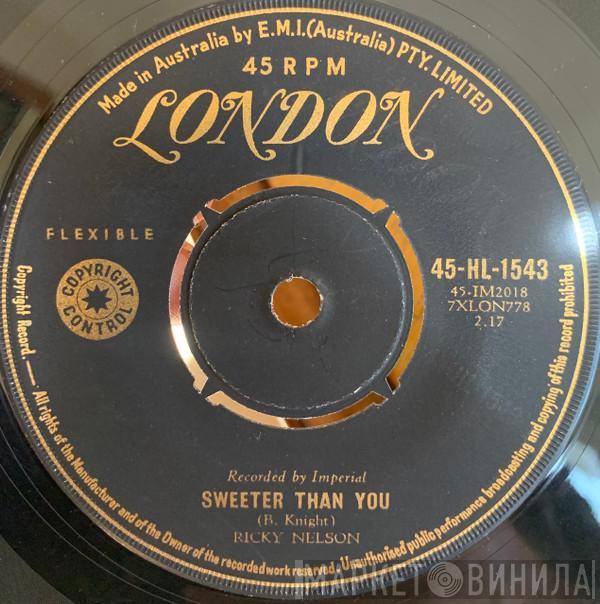 Made in Australia by E.M.I.(Australia) PTY. LIMITED
45 RPM
LONDON
FLEXIBLE
COPYRIGHT CONTROL
45-HL-1543
45-IM2018
7XLON778
2.17
Recorded by Imperial
SWEETER THAN YOU
(B. Knight)
RICKY NELSON
Copyright Record. — All rights of the Manufacturer and of the Owner of the recorded work reserved. Unauthorised public performance broadcasting and copying of this record prohibited
МАРКЕТ ВИНИЛА